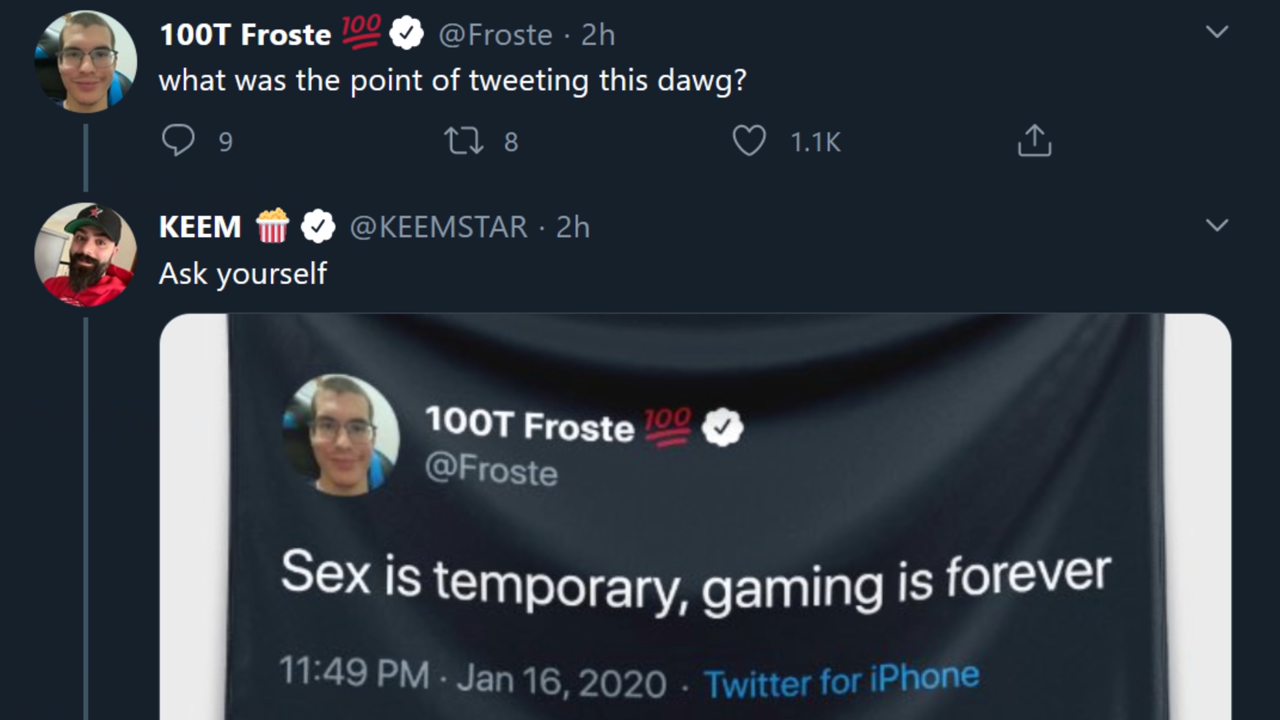 100T Froste 💯 @Froste · 2h
what was the point of tweeting this dawg?
9 8 1.1K
KEEM 🍿 @KEEMSTAR · 2h
Ask yourself
100T Froste 💯
@Froste
Sex is temporary, gaming is forever
11:49 PM · Jan 16, 2020 · Twitter for iPhone